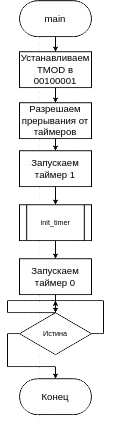 main
Устанавливаем
TMOD в
00100001
Разрешаем
прерывания от
таймеров
Запускаем
таймер 1
init_timer
Запускаем
таймер 0
Истина
Конец